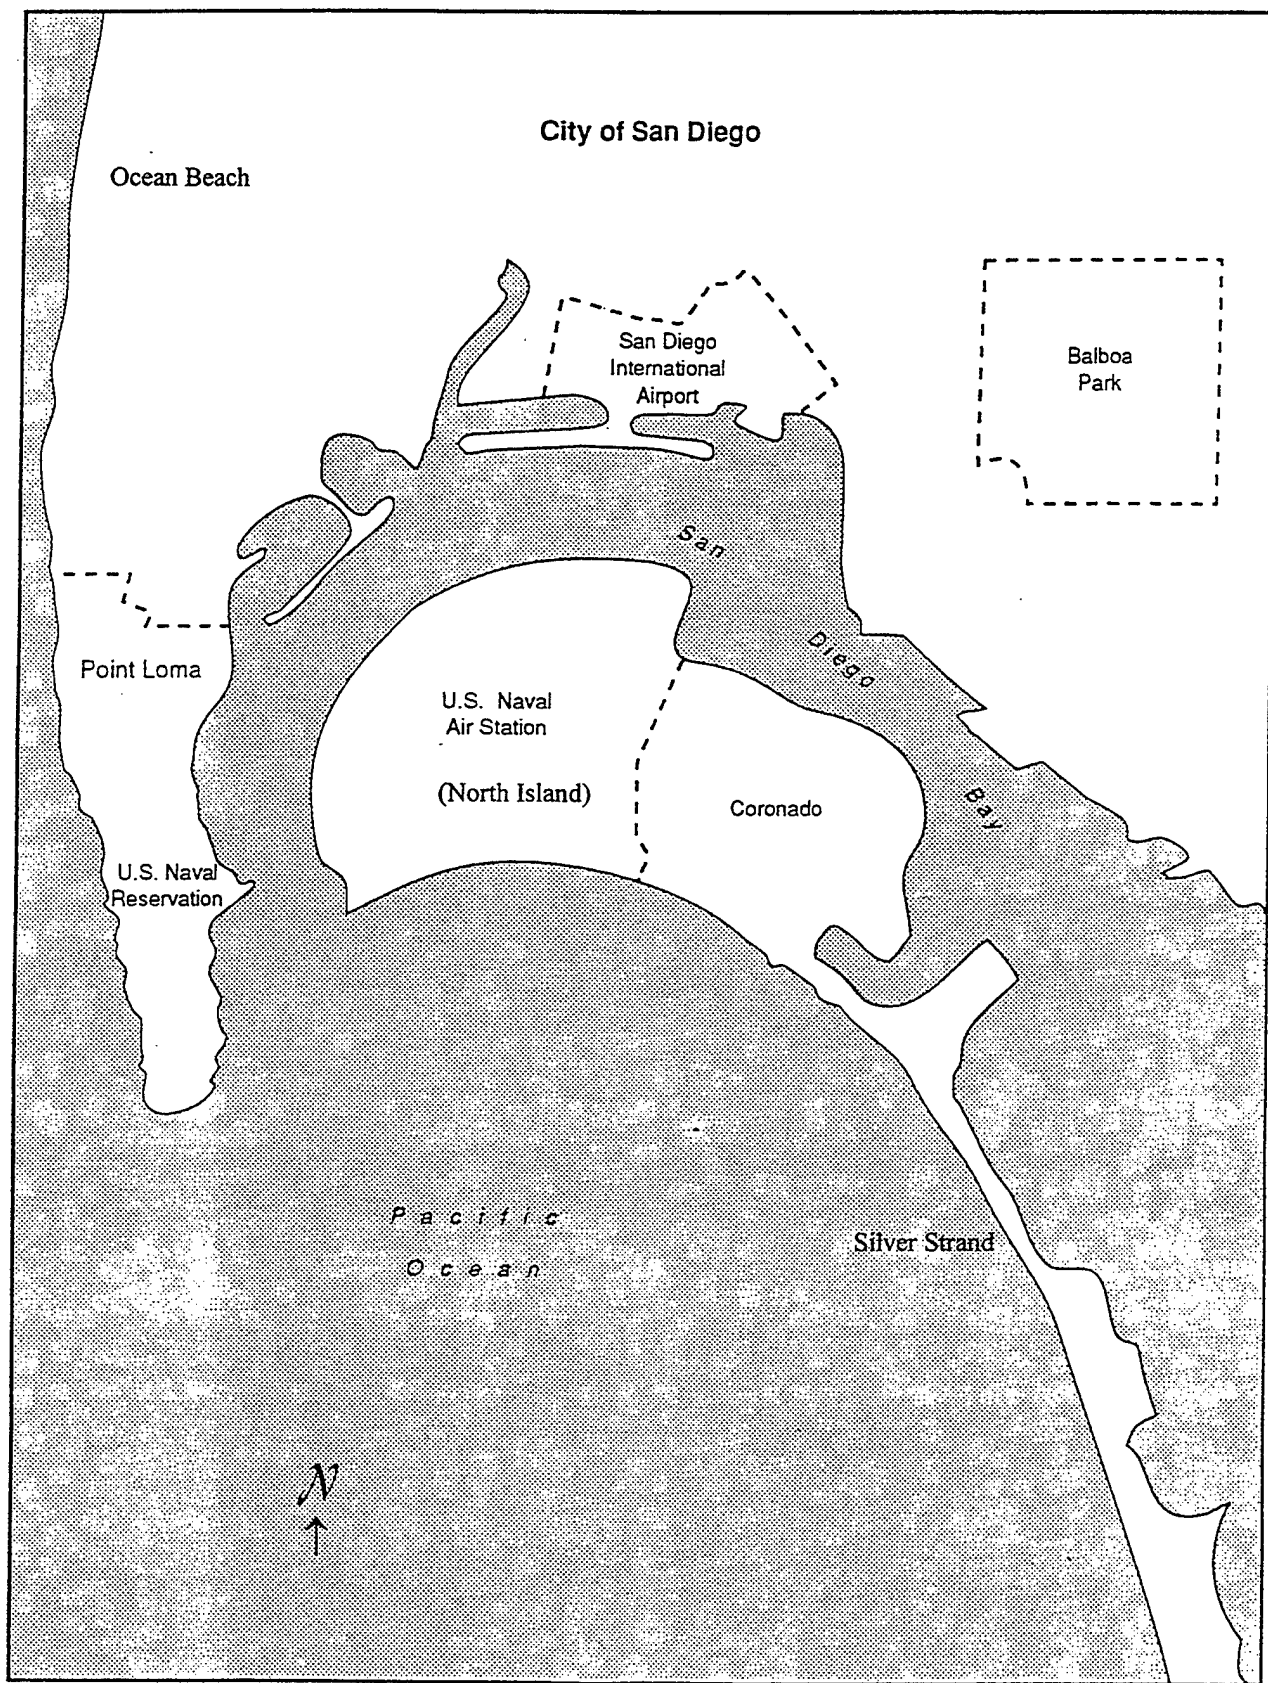 City of San Diego
Ocean Beach
San Diego
International
Airport
Balboa
Park
San
Diego
Bay
Point Loma
U.S. Naval
Air Station
(North Island)
Coronado
U.S. Naval
Reservation
Pacific
Ocean
Silver Strand
N